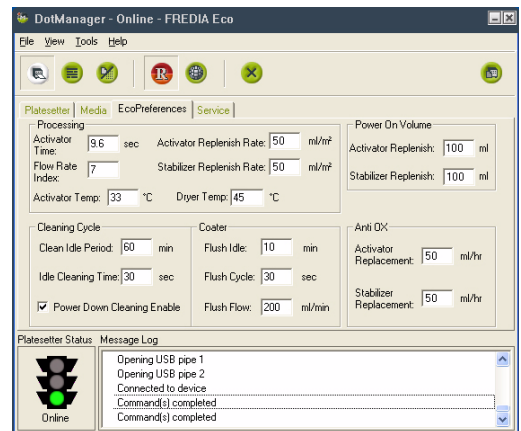 DotManager - Online - FREDIA Eco
File View Tools Help
R
Platesetter Media EcoPreferences Service
Processing
Activator Time: 9.6 sec Activator Replenish Rate: 50 ml/m²
Flow Rate Index: 7 Stabilizer Replenish Rate: 50 ml/m²
Activator Temp: 33 °C Dryer Temp: 45 °C
Power On Volume
Activator Replenish: 100 ml
Stabilizer Replenish: 100 ml
Cleaning Cycle
Clean Idle Period: 60 min
Idle Cleaning Time: 30 sec
Power Down Cleaning Enable
Coater
Flush Idle: 10 min
Flush Cycle: 30 sec
Flush Flow: 200 ml/min
Anti OX
Activator Replacement: 50 ml/hr
Stabilizer Replacement: 50 ml/hr
Platesetter Status
Online
Message Log
Opening USB pipe 1
Opening USB pipe 2
Connected to device
Command(s) completed
Command(s) completed